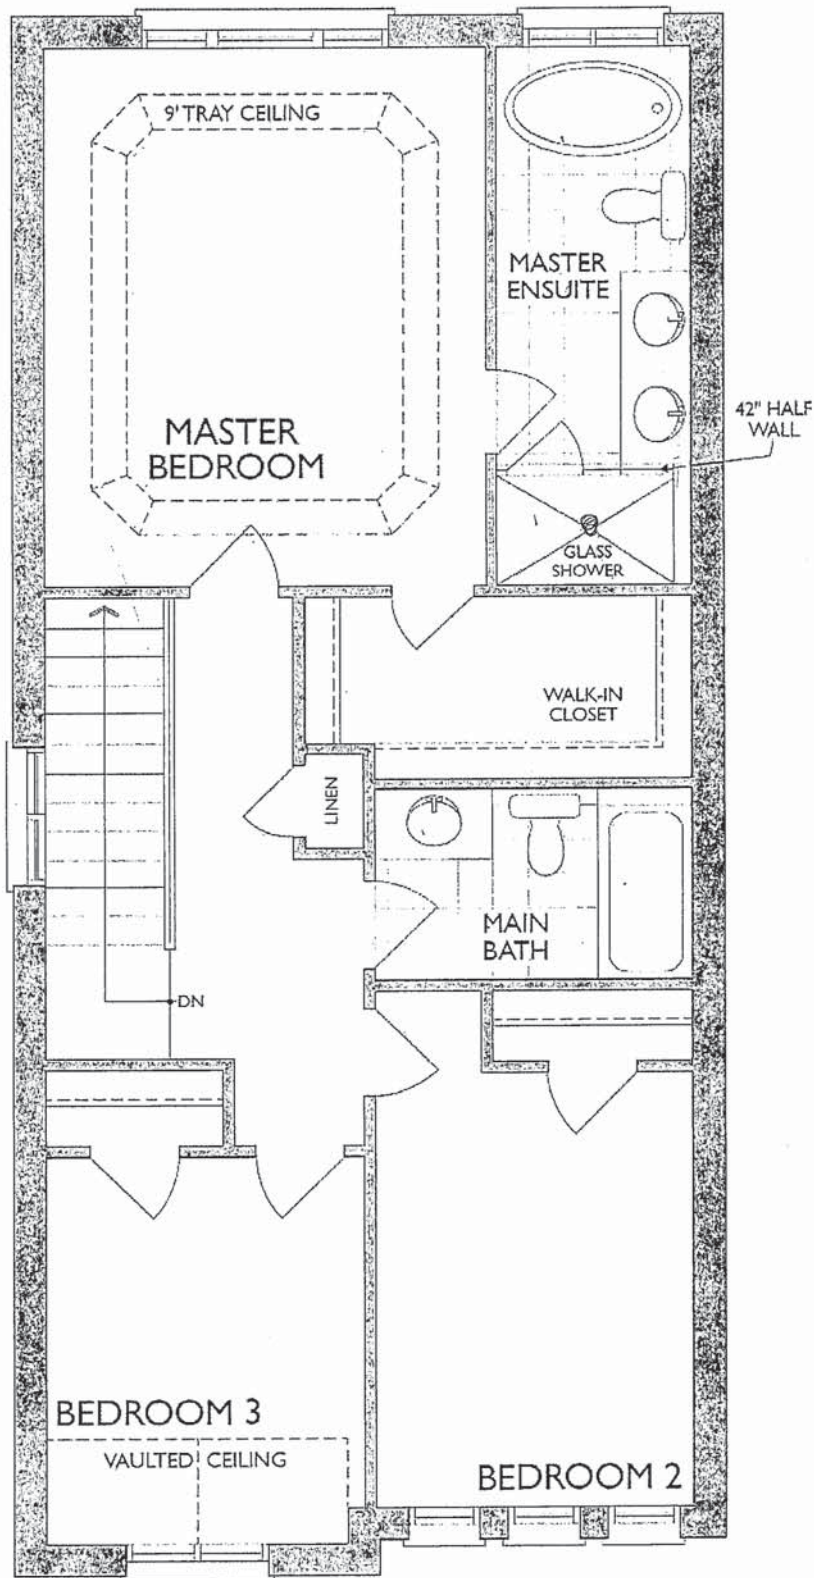 9' TRAY CEILING
MASTER
ENSUITE
42" HALF
WALL
MASTER
BEDROOM
GLASS
SHOWER
WALK-IN
CLOSET
LINEN
MAIN
BATH
DN
BEDROOM 3
VAULTED CEILING
BEDROOM 2